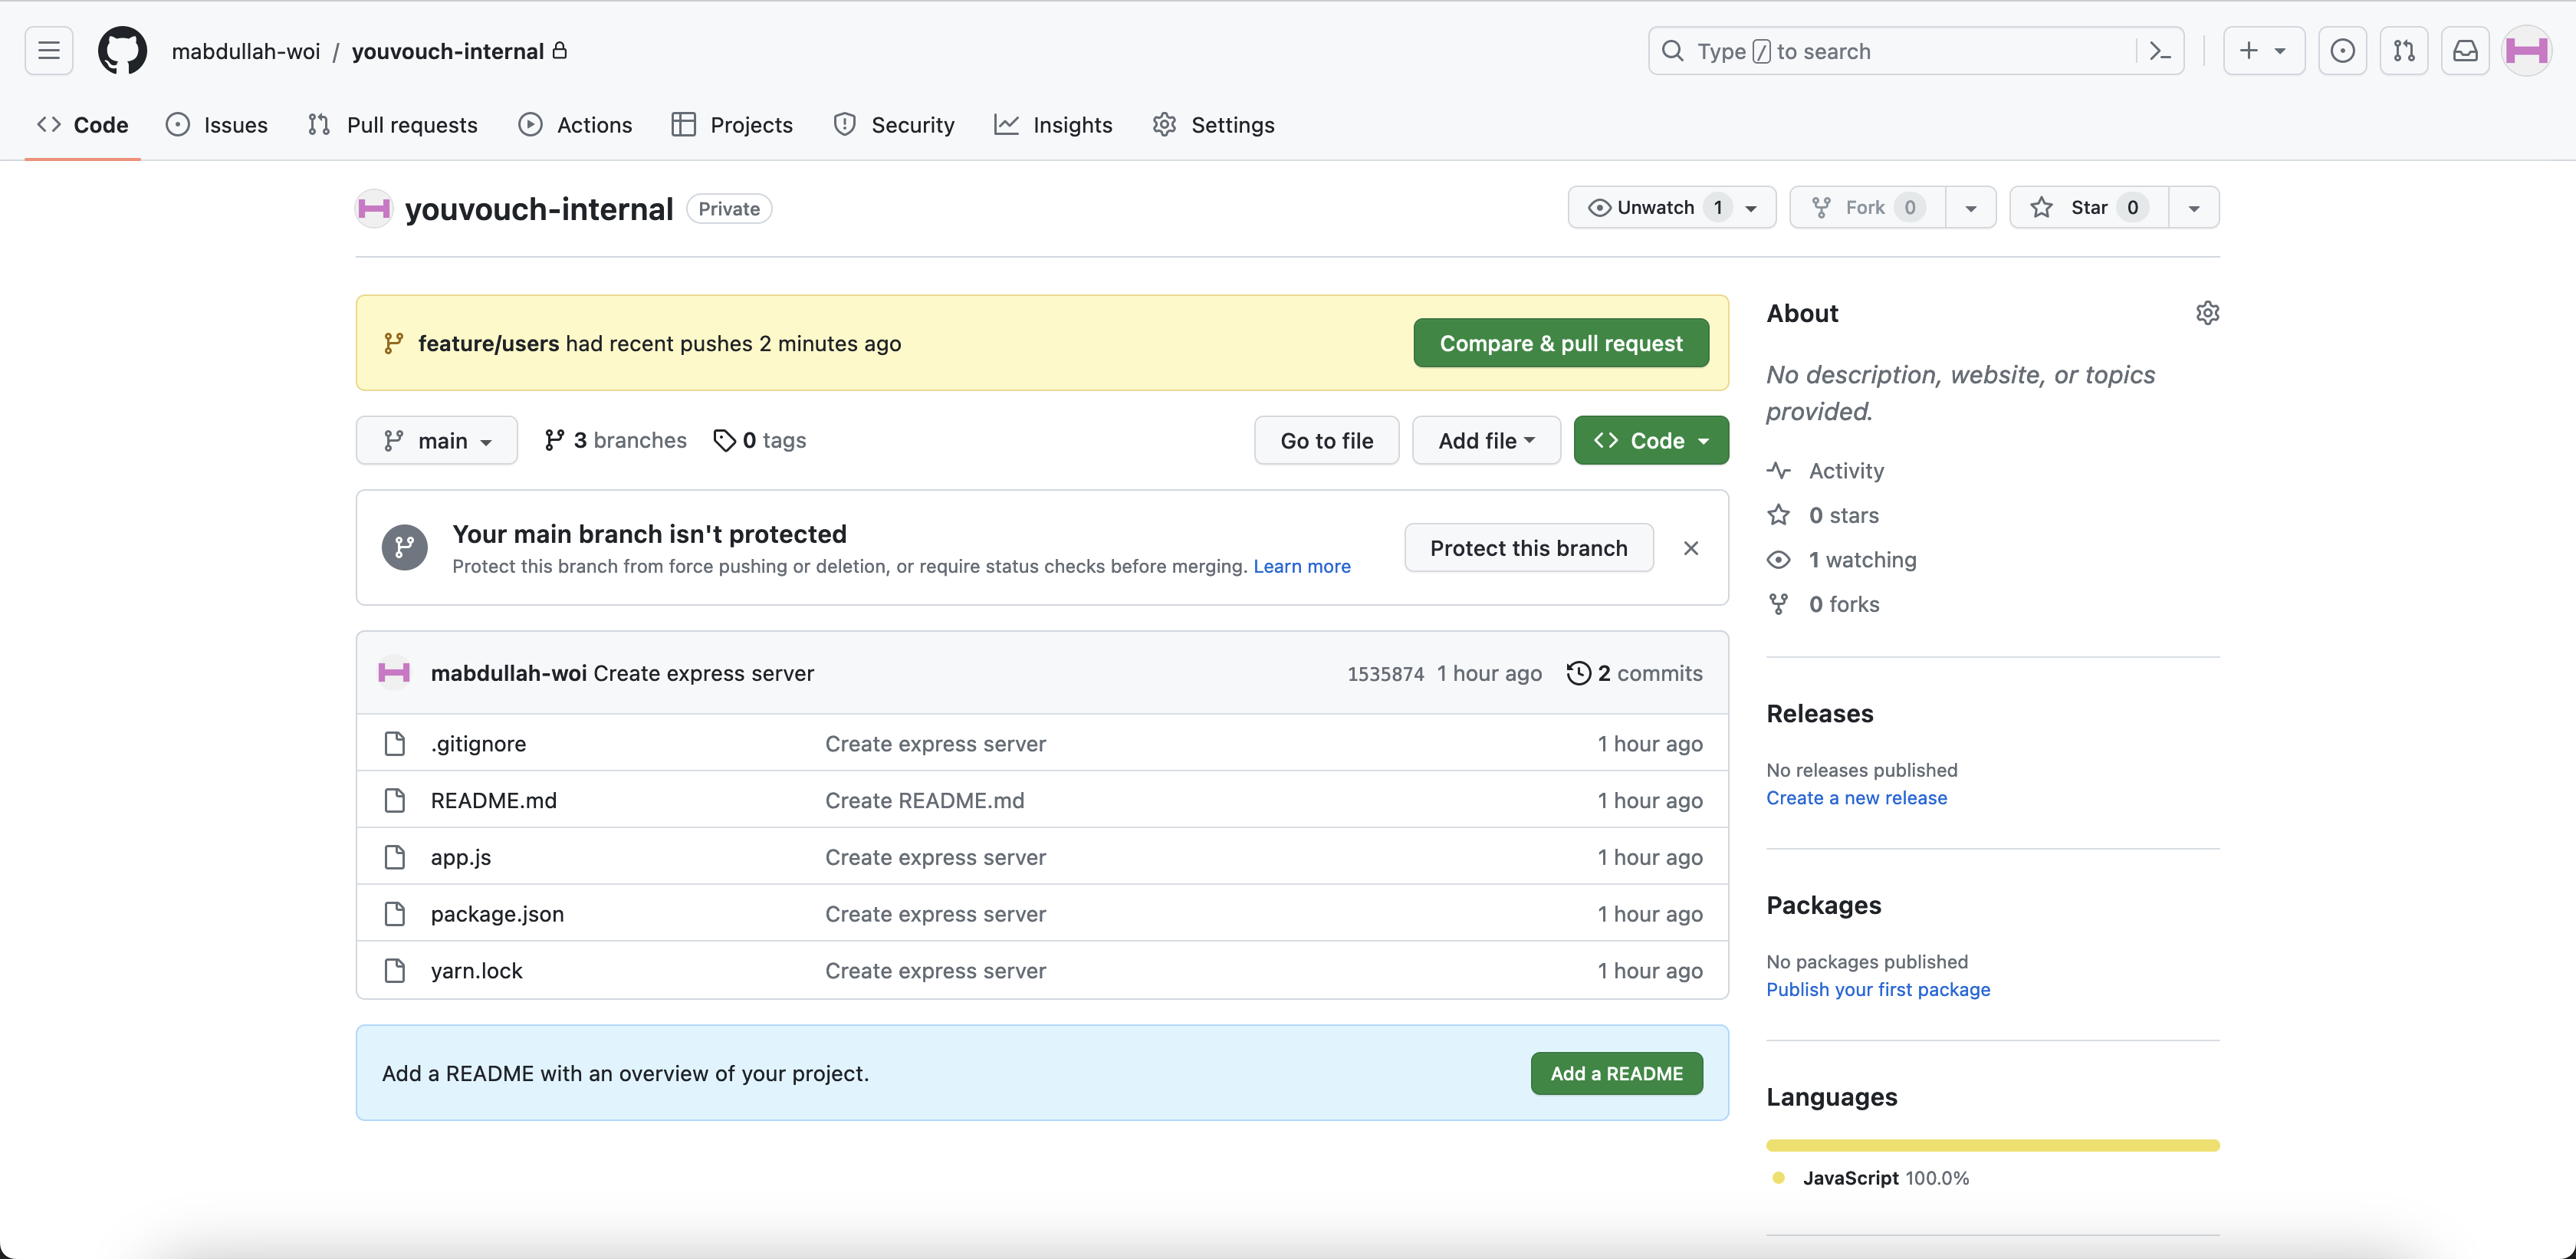 mabdullah-woi / youvouch-internal
Type / to search
Code Issues Pull requests Actions Projects Security Insights Settings
youvouch-internal Private
Unwatch 1 Fork 0 Star 0
feature/users had recent pushes 2 minutes ago
Compare & pull request
main 3 branches 0 tags
Go to file Add file Code
Your main branch isn't protected
Protect this branch from force pushing or deletion, or require status checks before merging. Learn more
Protect this branch
mabdullah-woi Create express server 1535874 1 hour ago 2 commits
.gitignore Create express server 1 hour ago
README.md Create README.md 1 hour ago
app.js Create express server 1 hour ago
package.json Create express server 1 hour ago
yarn.lock Create express server 1 hour ago
Add a README with an overview of your project.
Add a README
About
No description, website, or topics
provided.
Activity
0 stars
1 watching
0 forks
Releases
No releases published
Create a new release
Packages
No packages published
Publish your first package
Languages
JavaScript 100.0%